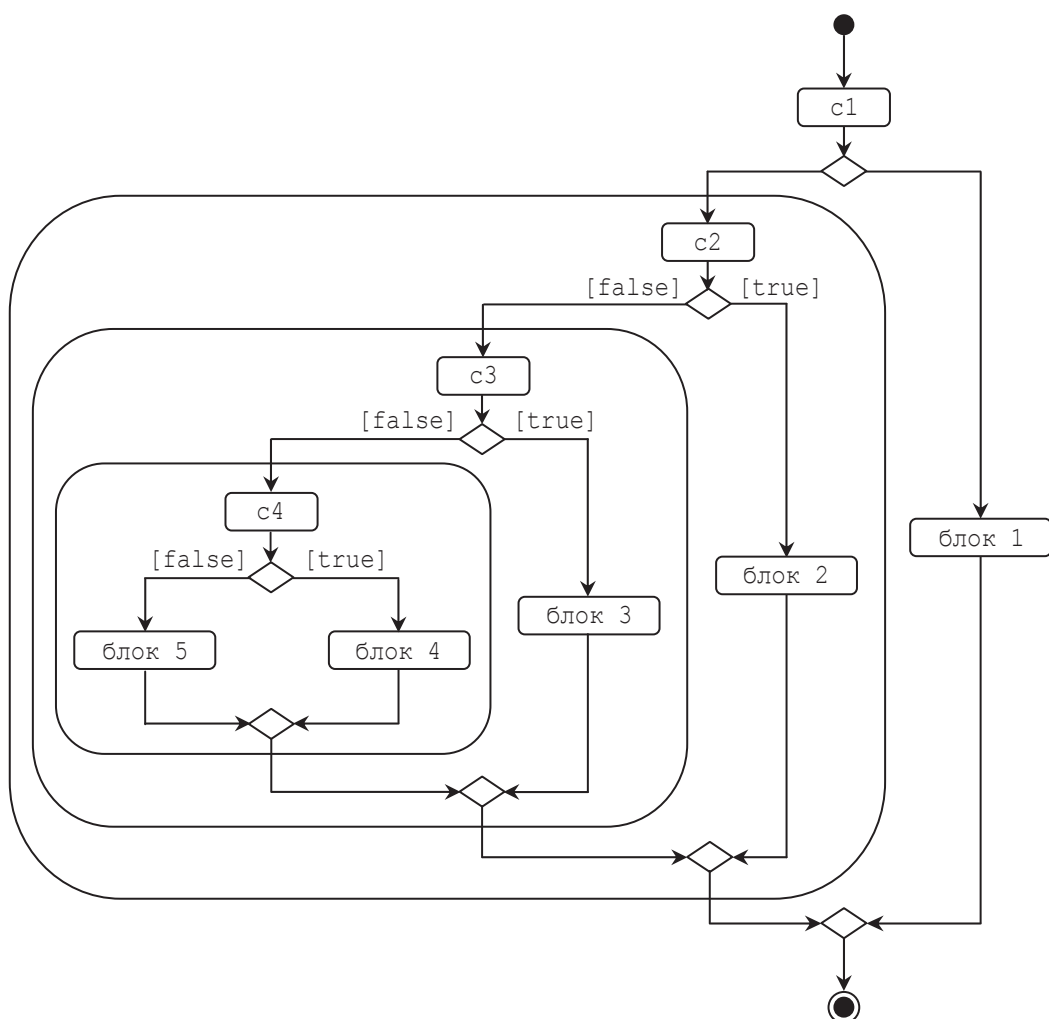 c1
c2
[false] [true]
c3
[false] [true]
c4
[false] [true]
блок 1
блок 2
блок 3
блок 5
блок 4